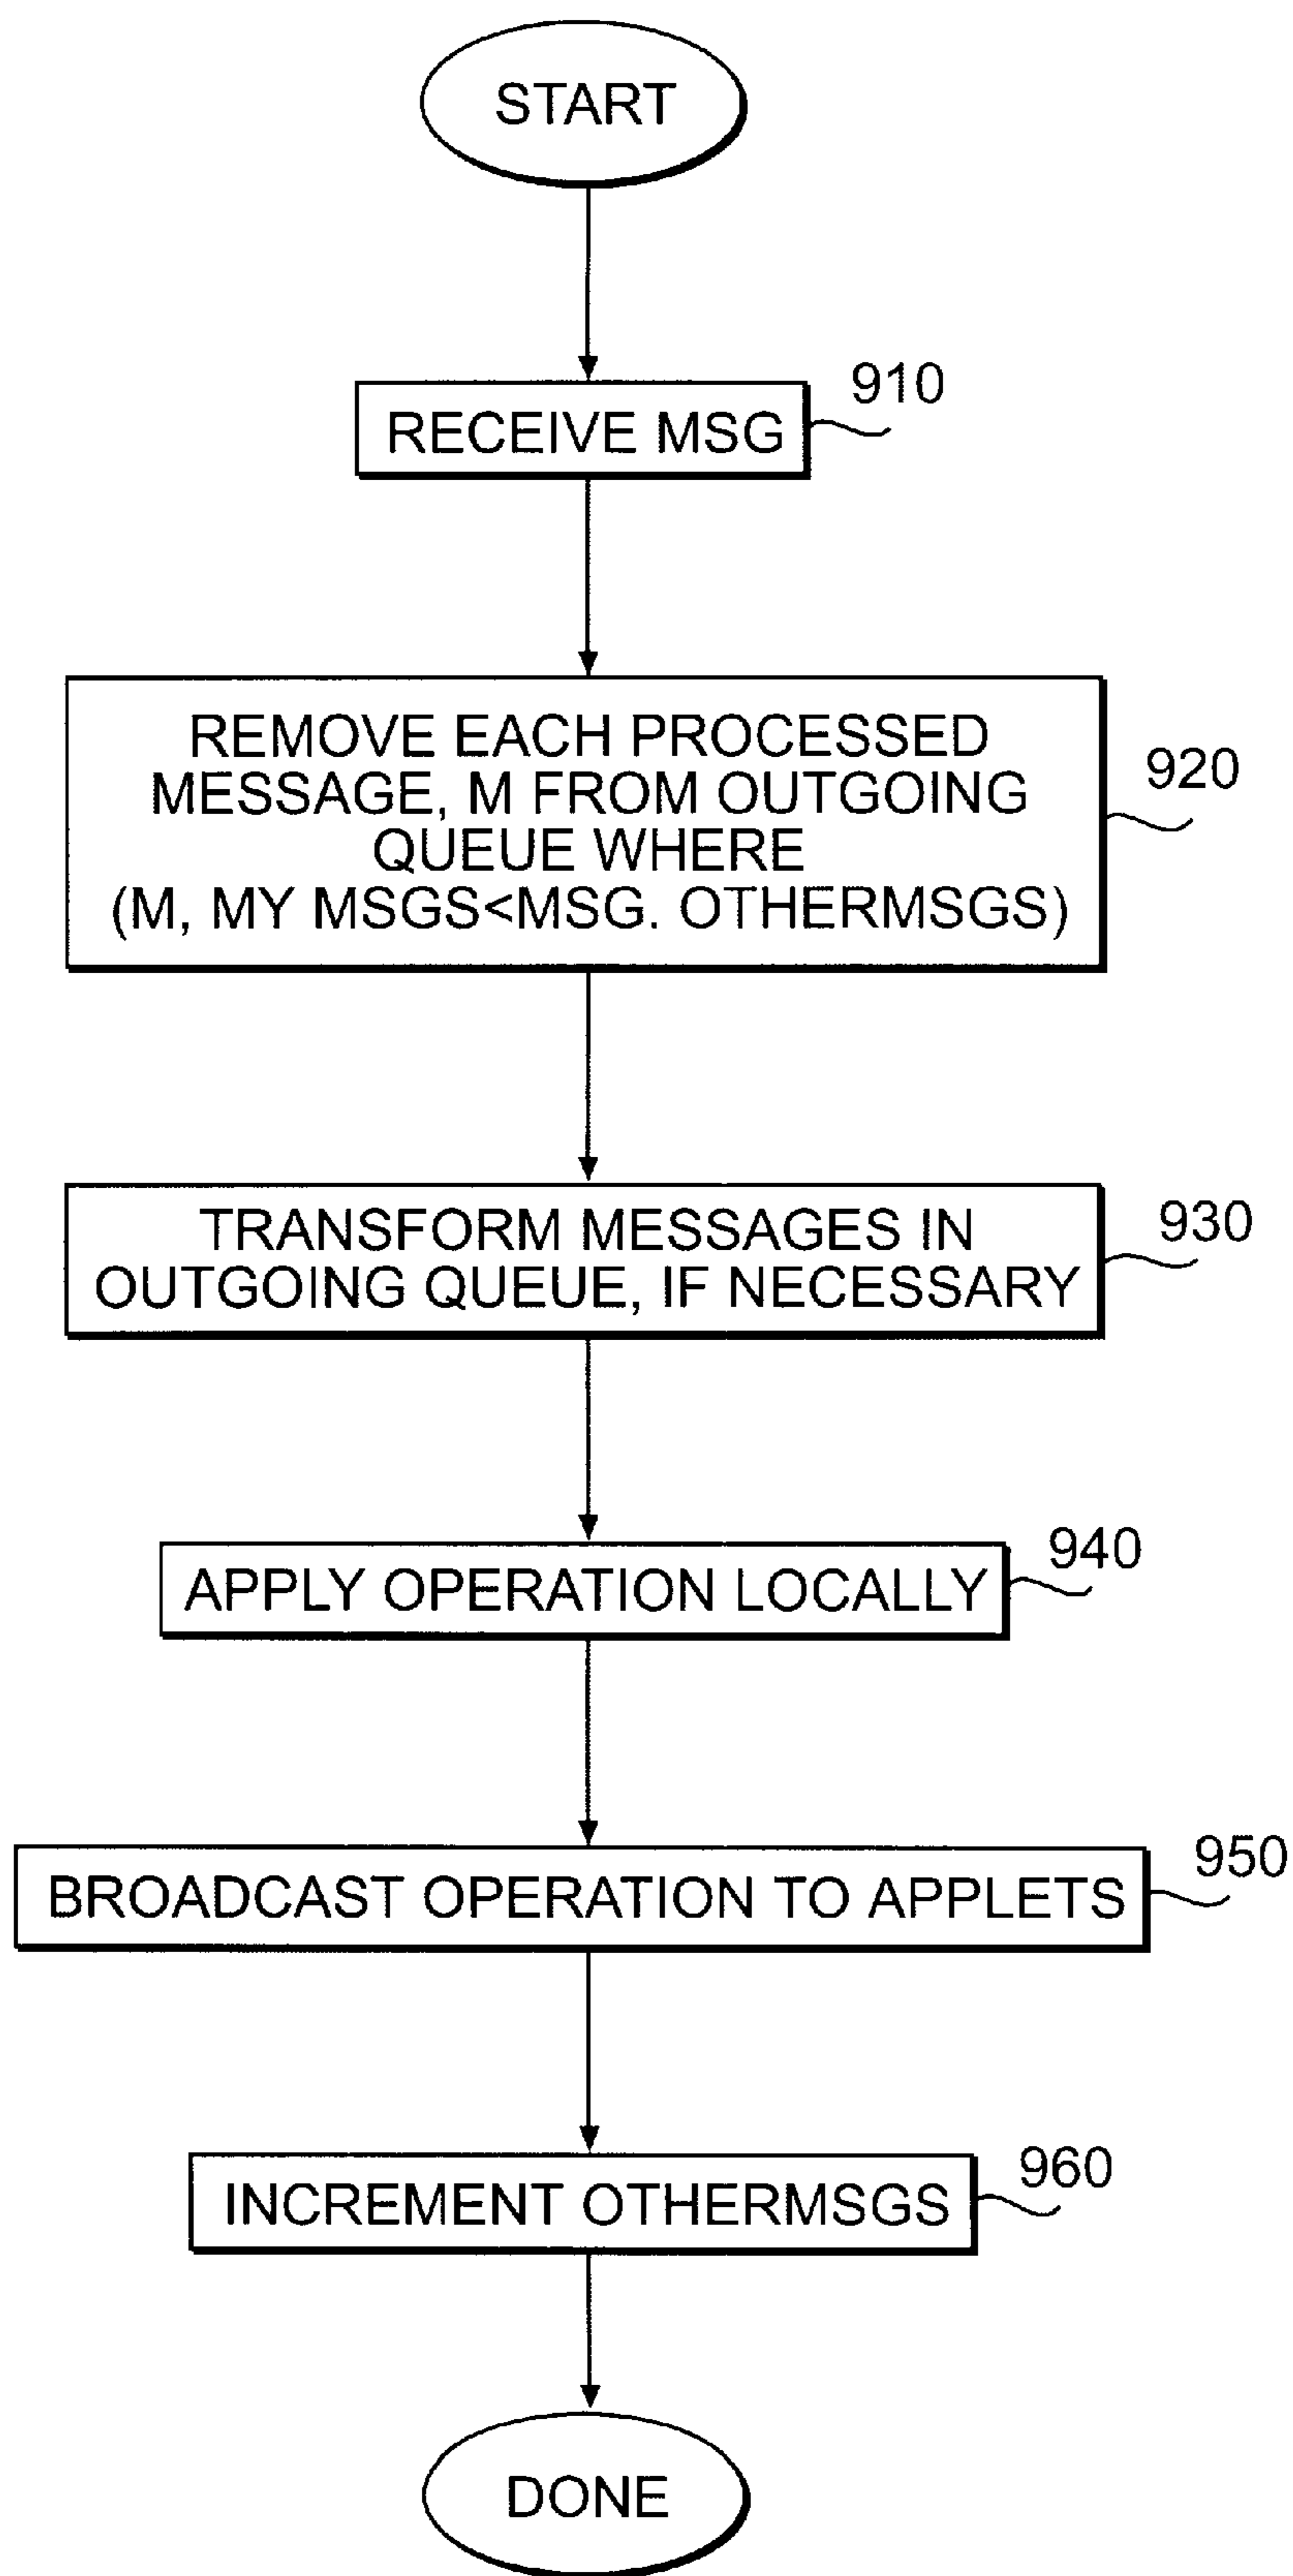 START
RECEIVE MSG
910
REMOVE EACH PROCESSED
MESSAGE, M FROM OUTGOING
QUEUE WHERE
(M, MY MSGS<MSG. OTHERMSGS)
920
TRANSFORM MESSAGES IN
OUTGOING QUEUE, IF NECESSARY
930
APPLY OPERATION LOCALLY
940
BROADCAST OPERATION TO APPLETS
950
INCREMENT OTHERMSGS
960
DONE